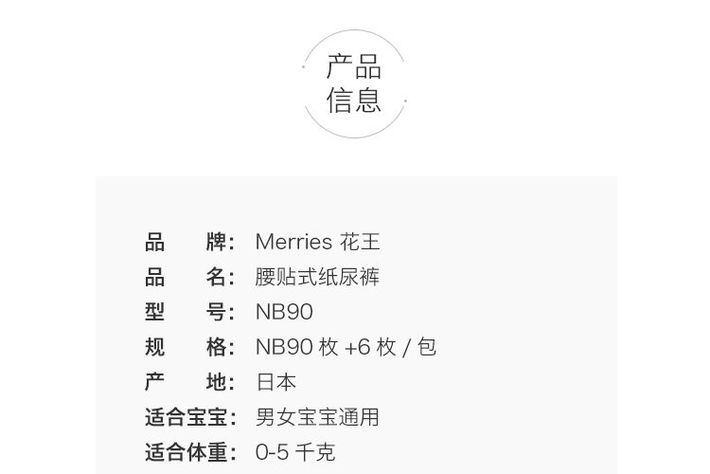 产品
信息
品 牌： Merries 花王
品 名： 腰贴式纸尿裤
型 号： NB90
规 格： NB90 枚 +6 枚 / 包
产 地： 日本
适合宝宝： 男女宝宝通用
适合体重： 0-5 千克